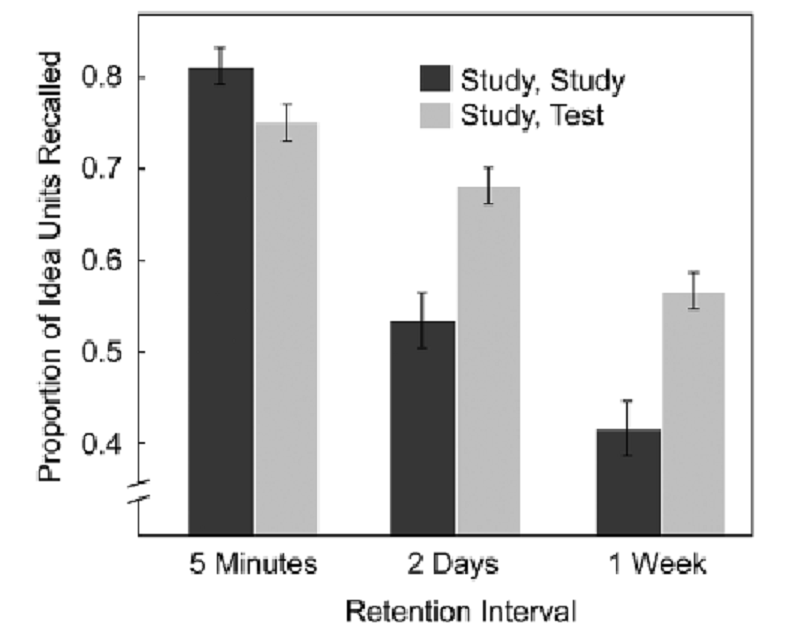 Proportion of Idea Units Recalled
0.8
0.7
0.6
0.5
0.4
Study, Study
Study, Test
5 Minutes
2 Days
1 Week
Retention Interval